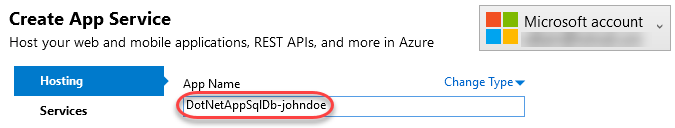 Create App Service
Host your web and mobile applications, REST APIs, and more in Azure
Microsoft account
Hosting
Services
App Name
Change Type
DotNetAppSqlDb-johndoe